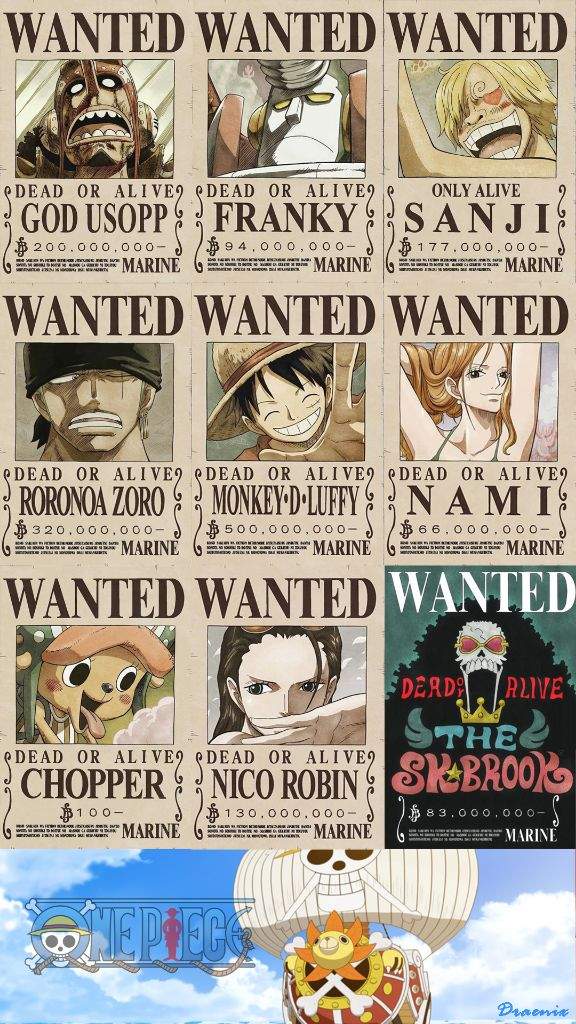 WANTED
DEAD OR ALIVE
GOD USOPP
200,000,000-
MARINE
WANTED
DEAD OR ALIVE
FRANKY
94,000,000-
MARINE
WANTED
ONLY ALIVE
SANJI
177,000,000-
MARINE
WANTED
DEAD OR ALIVE
RORONOA ZORO
320,000,000-
MARINE
WANTED
DEAD OR ALIVE
MONKEY·D·LUFFY
500,000,000-
MARINE
WANTED
DEAD OR ALIVE
NAMI
66,000,000-
MARINE
WANTED
DEAD OR ALIVE
CHOPPER
100-
MARINE
WANTED
DEAD OR ALIVE
NICO ROBIN
130,000,000-
MARINE
WANTED
DEAD OR ALIVE
THE
SK★BROOK
83,000,000-
MARINE
ONE PIECE
Draenix